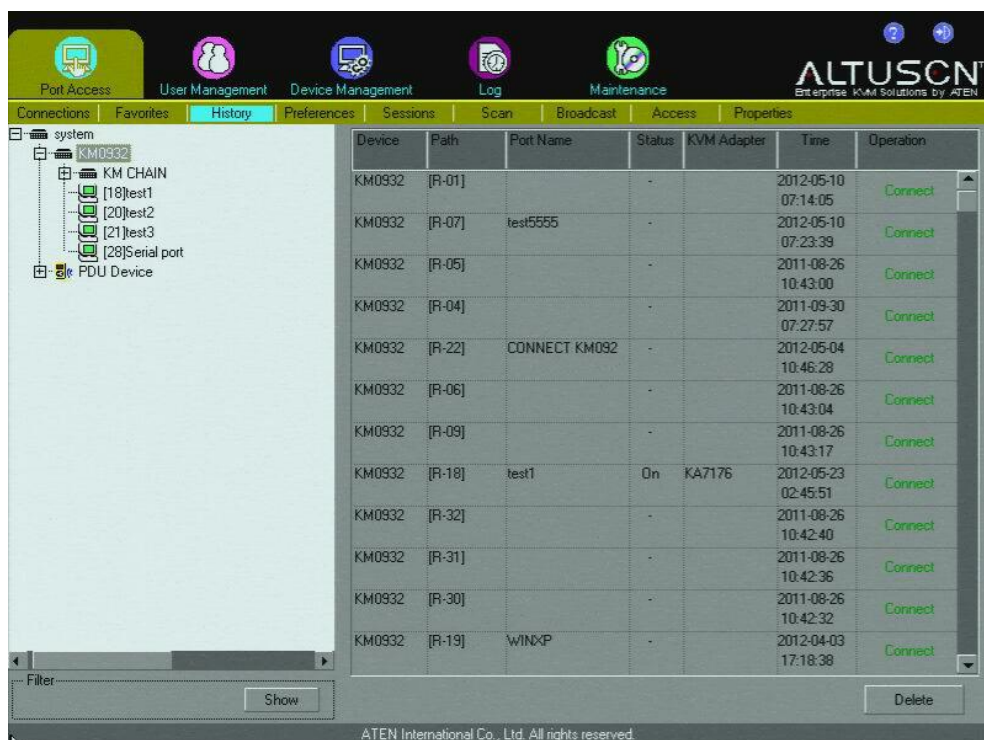 Port Access User Management Device Management Log Maintenance
?
ALTUSEN
Enterprise KVM Solutions by ATEN
Connections Favorites History Preferences Sessions Scan Broadcast Access Properties
system
KM0932
KM CHAIN
[18]test1
[20]test2
[21]test3
[28]Serial port
PDU Device
Filter
Show
Device Path Port Name Status KVM Adapter Time Operation
KM0932 [R-01] - 2012-05-10 Connect
07:14:05
KM0932 [R-07] test5555 - 2012-05-10 Connect
07:23:39
KM0932 [R-05] - 2011-08-26 Connect
10:43:00
KM0932 [R-04] - 2011-09-30 Connect
07:27:57
KM0932 [R-22] CONNECT KM092 - 2012-05-04 Connect
10:46:28
KM0932 [R-06] - 2011-08-26 Connect
10:43:04
KM0932 [R-09] - 2011-08-26 Connect
10:43:17
KM0932 [R-18] test1 On KA7176 2012-05-23 Connect
02:45:51
KM0932 [R-32] - 2011-08-26 Connect
10:42:40
KM0932 [R-31] - 2011-08-26 Connect
10:42:36
KM0932 [R-30] - 2011-08-26 Connect
10:42:32
KM0932 [R-19] WINXP - 2012-04-03 Connect
17:18:38
Delete
ATEN International Co., Ltd. All rights reserved.